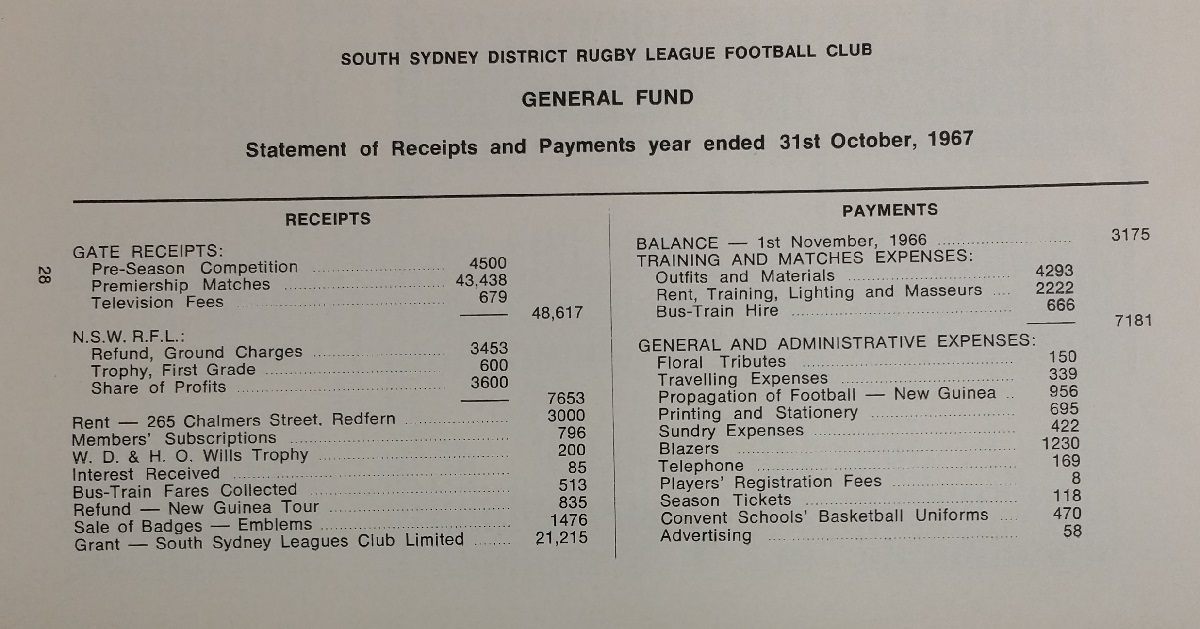 SOUTH SYDNEY DISTRICT RUGBY LEAGUE FOOTBALL CLUB
GENERAL FUND
Statement of Receipts and Payments year ended 31st October, 1967
RECEIPTS
GATE RECEIPTS:
Pre-Season Competition 4500
Premiership Matches 43,438
Television Fees 679
48,617
N.S.W. R.F.L.:
Refund, Ground Charges 3453
Trophy, First Grade 600
Share of Profits 3600
7653
Rent — 265 Chalmers Street. Redfern 3000
Members' Subscriptions 796
W. D. & H. O. Wills Trophy 200
Interest Received 85
Bus-Train Fares Collected 513
Refund — New Guinea Tour 835
Sale of Badges — Emblems 1476
Grant — South Sydney Leagues Club Limited 21,215
PAYMENTS
BALANCE — 1st November, 1966 3175
TRAINING AND MATCHES EXPENSES:
Outfits and Materials 4293
Rent, Training, Lighting and Masseurs 2222
Bus-Train Hire 666
7181
GENERAL AND ADMINISTRATIVE EXPENSES:
Floral Tributes 150
Travelling Expenses 339
Propagation of Football — New Guinea 956
Printing and Stationery 695
Sundry Expenses 422
Blazers 1230
Telephone 169
Players' Registration Fees 8
Season Tickets 118
Convent Schools' Basketball Uniforms 470
Advertising 58
28